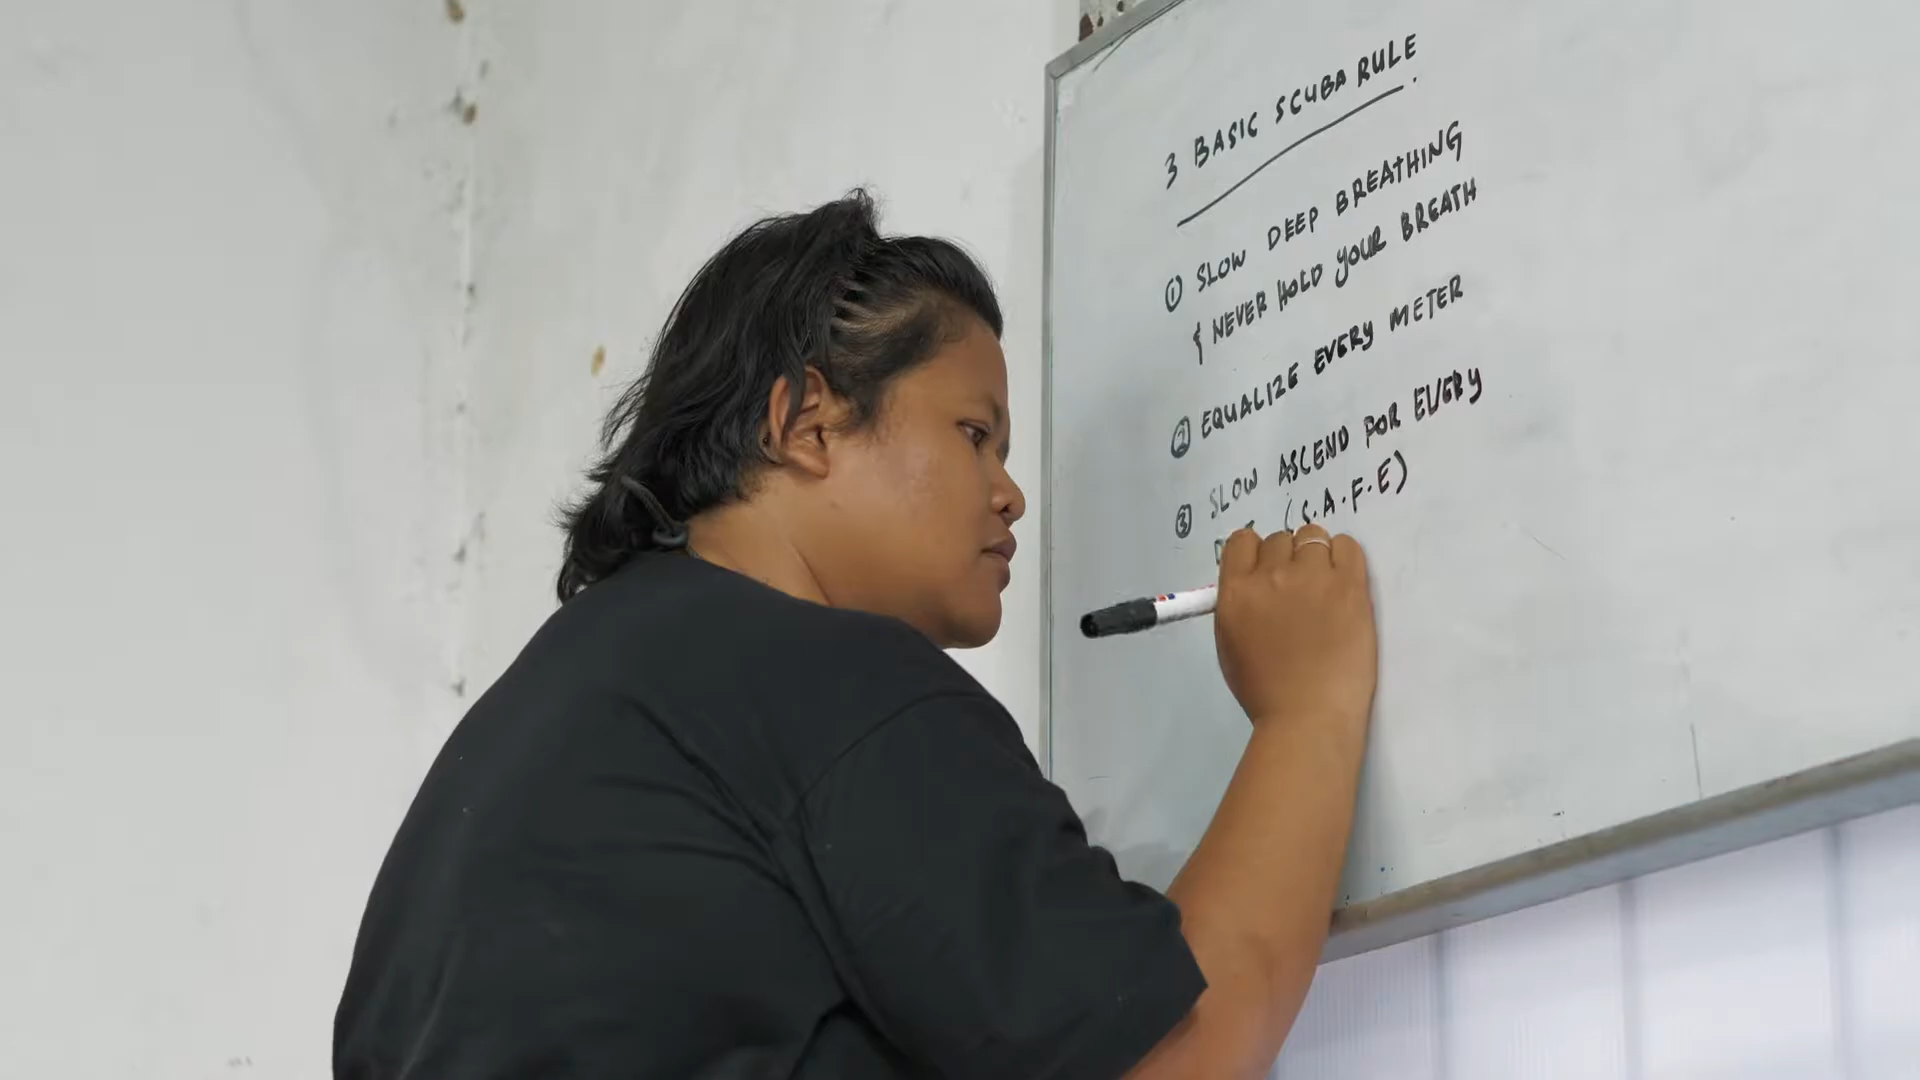 3 BASIC SCUBA RULE.
① SLOW DEEP BREATHING
& NEVER HOLD YOUR BREATH
② EQUALIZE EVERY METER
③ SLOW ASCEND FOR EVERY
(S.A.F.E)